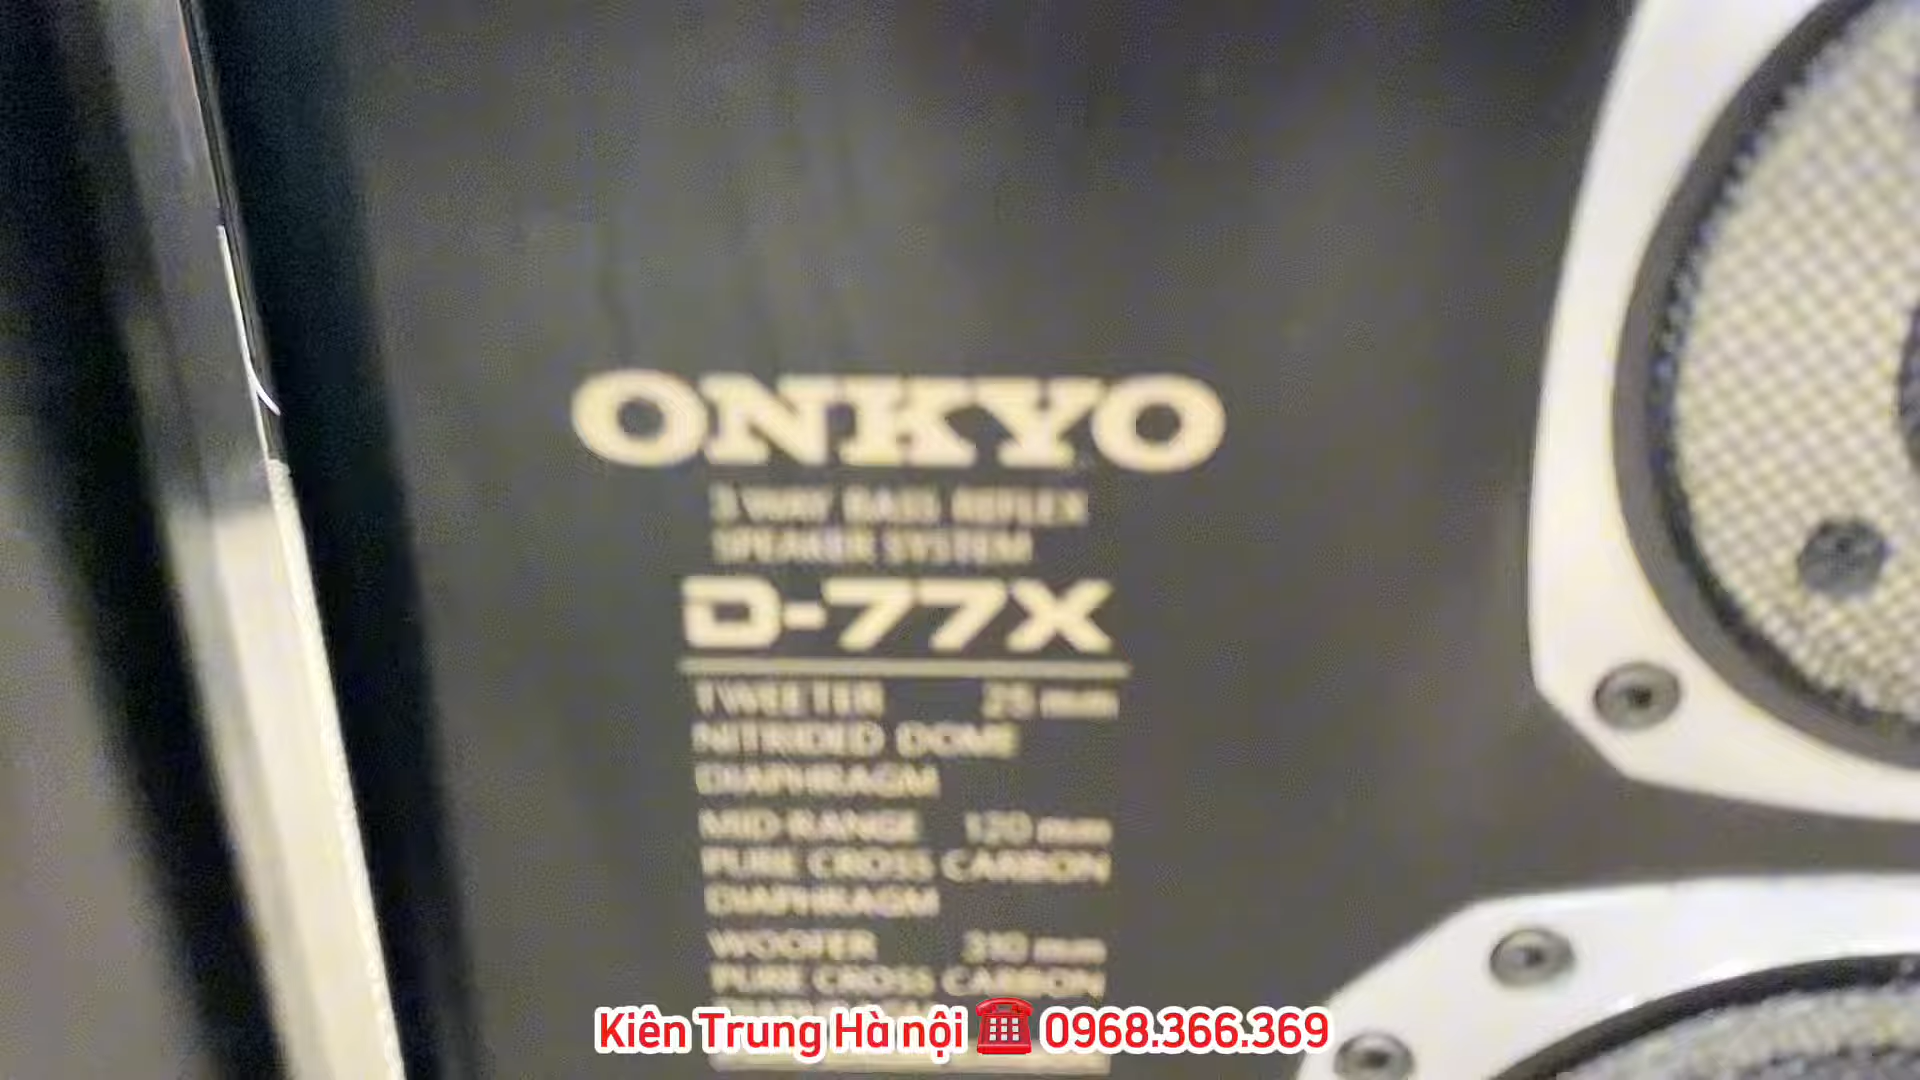 ONKYO
3 WAY BASS REFLEX
SPEAKER SYSTEM
D-77X
TWEETER 25 mm
NITRIDED DOME
DIAPHRAGM
MID-RANGE 120 mm
PURE CROSS CARBON
DIAPHRAGM
WOOFER 310 mm
PURE CROSS CARBON
Kiên Trung Hà nội ☎ 0968.366.369